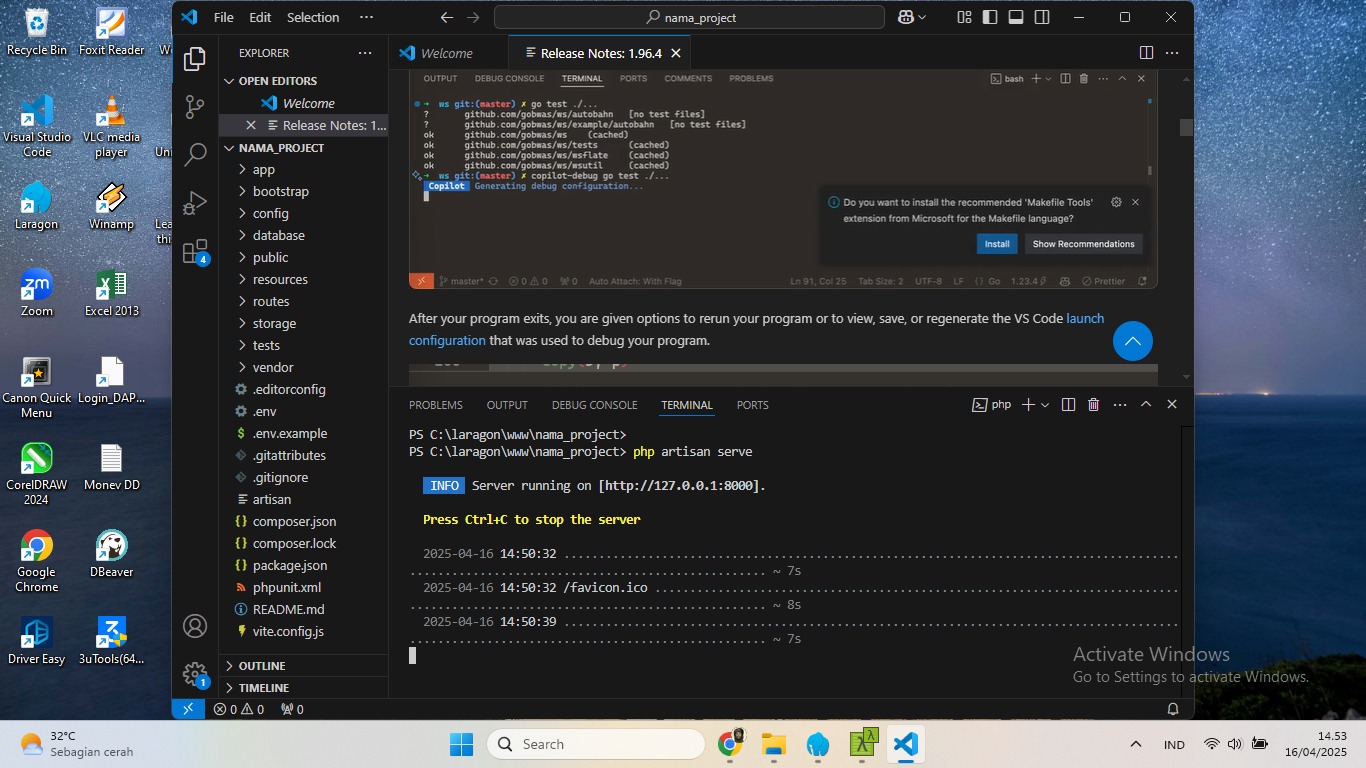 Recycle Bin
Foxit Reader
Visual Studio Code
VLC media player
Laragon
Winamp
Zoom
Excel 2013
Canon Quick Menu
Login_DAP...
CorelDRAW 2024
Monev DD
Google Chrome
DBeaver
Driver Easy
3uTools(64...
File Edit Selection ···
nama_project
EXPLORER ···
OPEN EDITORS
Welcome
Release Notes: 1...
NAMA_PROJECT
app
bootstrap
config
database
public
resources
routes
storage
tests
vendor
.editorconfig
.env
$ .env.example
.gitattributes
.gitignore
artisan
{} composer.json
{} composer.lock
{} package.json
phpunit.xml
README.md
vite.config.js
OUTLINE
TIMELINE
4
1
Welcome
Release Notes: 1.96.4
OUTPUT DEBUG CONSOLE TERMINAL PORTS COMMENTS PROBLEMS
bash
ws git:(master) ✗ go test ./...
? github.com/gobwas/ws/autobahn [no test files]
? github.com/gobwas/ws/example/autobahn [no test files]
ok github.com/gobwas/ws (cached)
ok github.com/gobwas/ws/tests (cached)
ok github.com/gobwas/ws/wsflate (cached)
ok github.com/gobwas/ws/wsutil (cached)
ws git:(master) ✗ copilot-debug go test ./...
Copilot Generating debug configuration...
Do you want to install the recommended 'Makefile Tools'
extension from Microsoft for the Makefile language?
Install Show Recommendations
master* 0 0 0 Auto Attach: With Flag Ln 91, Col 25 Tab Size: 2 UTF-8 LF {} Go 1.23.4 Prettier
After your program exits, you are given options to rerun your program or to view, save, or regenerate the VS Code launch
configuration that was used to debug your program.
PROBLEMS OUTPUT DEBUG CONSOLE TERMINAL PORTS
php
PS C:\laragon\www\nama_project>
PS C:\laragon\www\nama_project> php artisan serve
INFO Server running on [http://127.0.0.1:8000].
Press Ctrl+C to stop the server
2025-04-16 14:50:32 ........................................................................................
................................................... ~ 7s
2025-04-16 14:50:32 /favicon.ico ...........................................................................
................................................... ~ 8s
2025-04-16 14:50:39 ........................................................................................
................................................... ~ 7s
Activate Windows
Go to Settings to activate Windows.
0 0 0
32°C
Sebagian cerah
Search
IND
14.53
16/04/2025